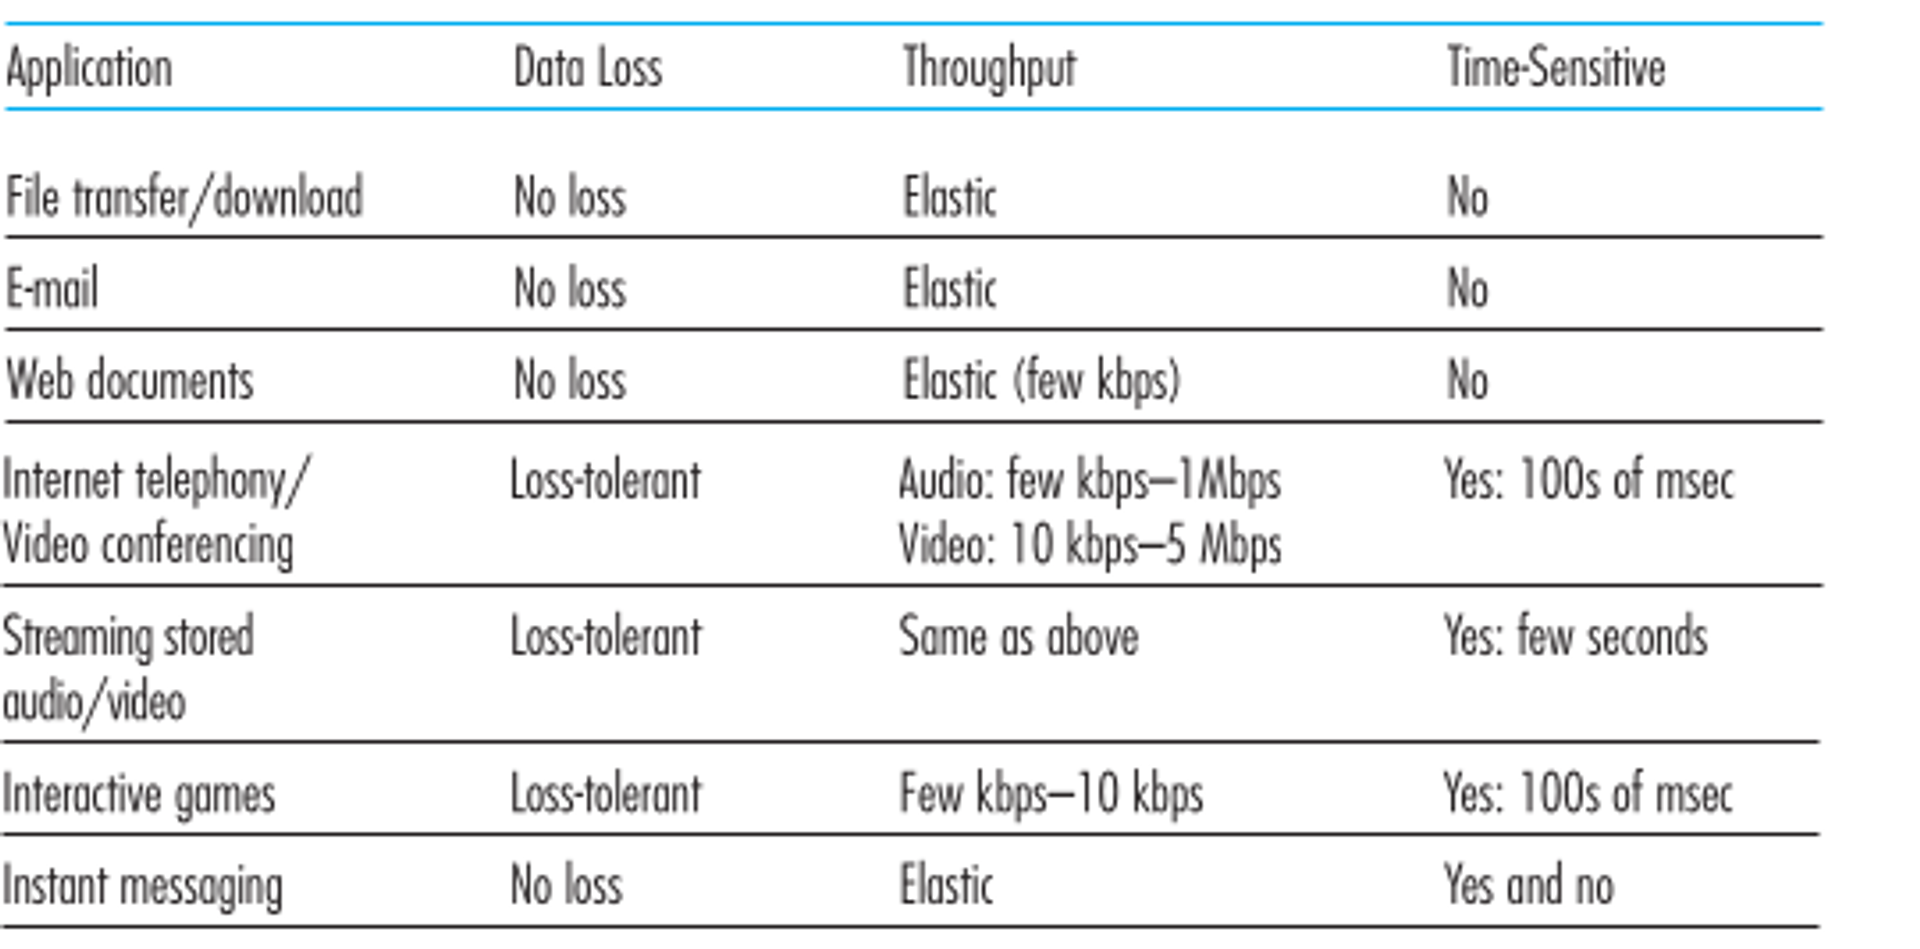 Application Data Loss Throughput Time-Sensitive
File transfer/download No loss Elastic No
E-mail No loss Elastic No
Web documents No loss Elastic (few kbps) No
Internet telephony/ Loss-tolerant Audio: few kbps–1Mbps Yes: 100s of msec
Video conferencing Video: 10 kbps–5 Mbps
Streaming stored Loss-tolerant Same as above Yes: few seconds
audio/video
Interactive games Loss-tolerant Few kbps–10 kbps Yes: 100s of msec
Instant messaging No loss Elastic Yes and no